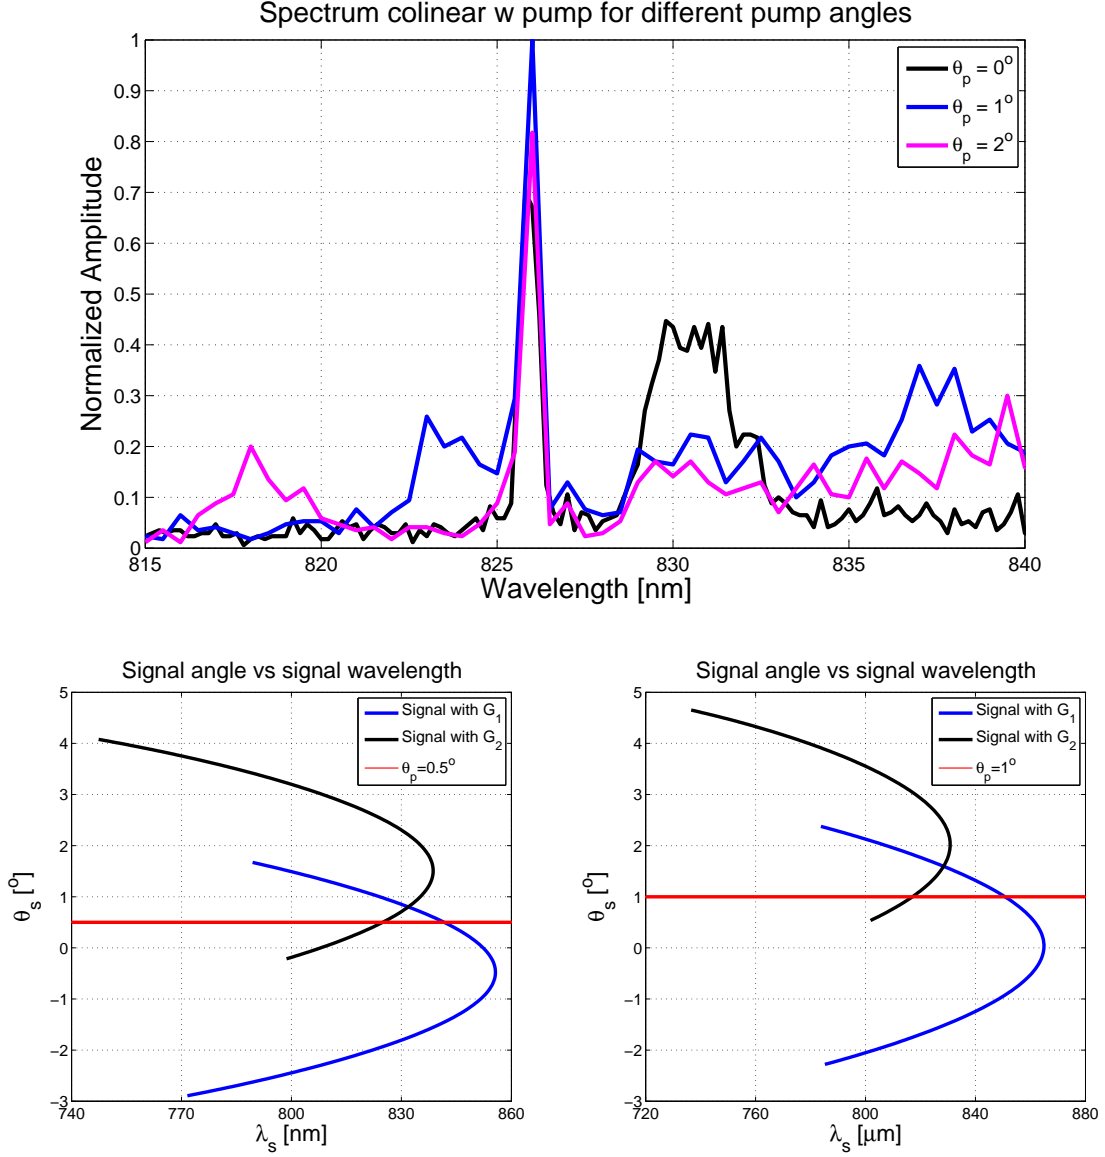 Spectrum colinear w pump for different pump angles
Normalized Amplitude
1
0.9
0.8
0.7
0.6
0.5
0.4
0.3
0.2
0.1
0
θp = 0o
θp = 1o
θp = 2o
815 820 825 830 835 840
Wavelength [nm]
Signal angle vs signal wavelength
θs [o]
5
4
3
2
1
0
−1
−2
−3
Signal with G1
Signal with G2
θp=0.5o
740 770 800 830 860
λs [nm]
Signal angle vs signal wavelength
θs [o]
5
4
3
2
1
0
−1
−2
−3
Signal with G1
Signal with G2
θp=1o
720 760 800 840 880
λs [μm]